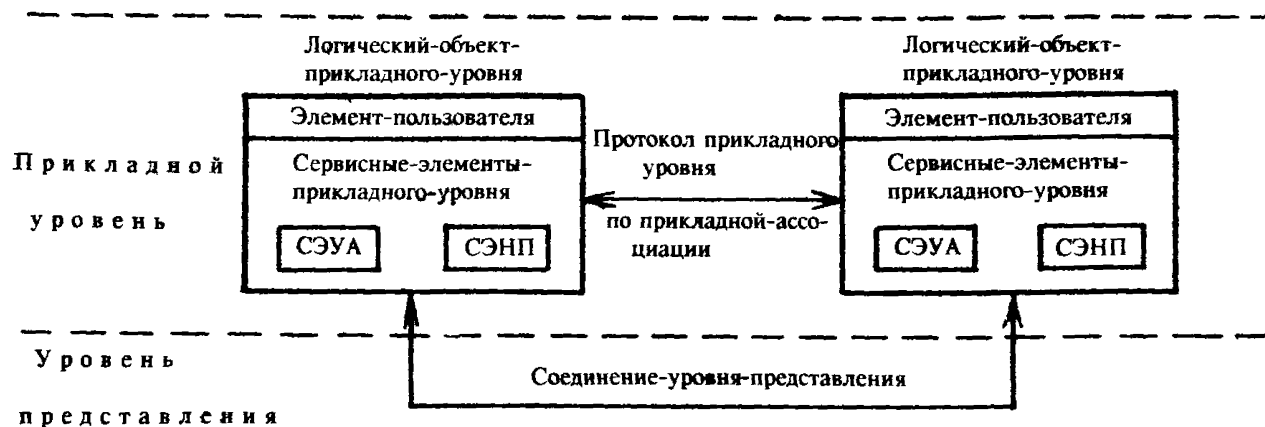 Логический-объект-
прикладного-уровня
Логический-объект-
прикладного-уровня
Элемент-пользователя
Элемент-пользователя
Прикладной
уровень
Сервисные-элементы-
прикладного-уровня
СЭУА
СЭНП
Протокол прикладного
уровня
по прикладной-ассо-
циации
Сервисные-элементы-
прикладного-уровня
СЭУА
СЭНП
Уровень
представления
Соединение-уровня-представления